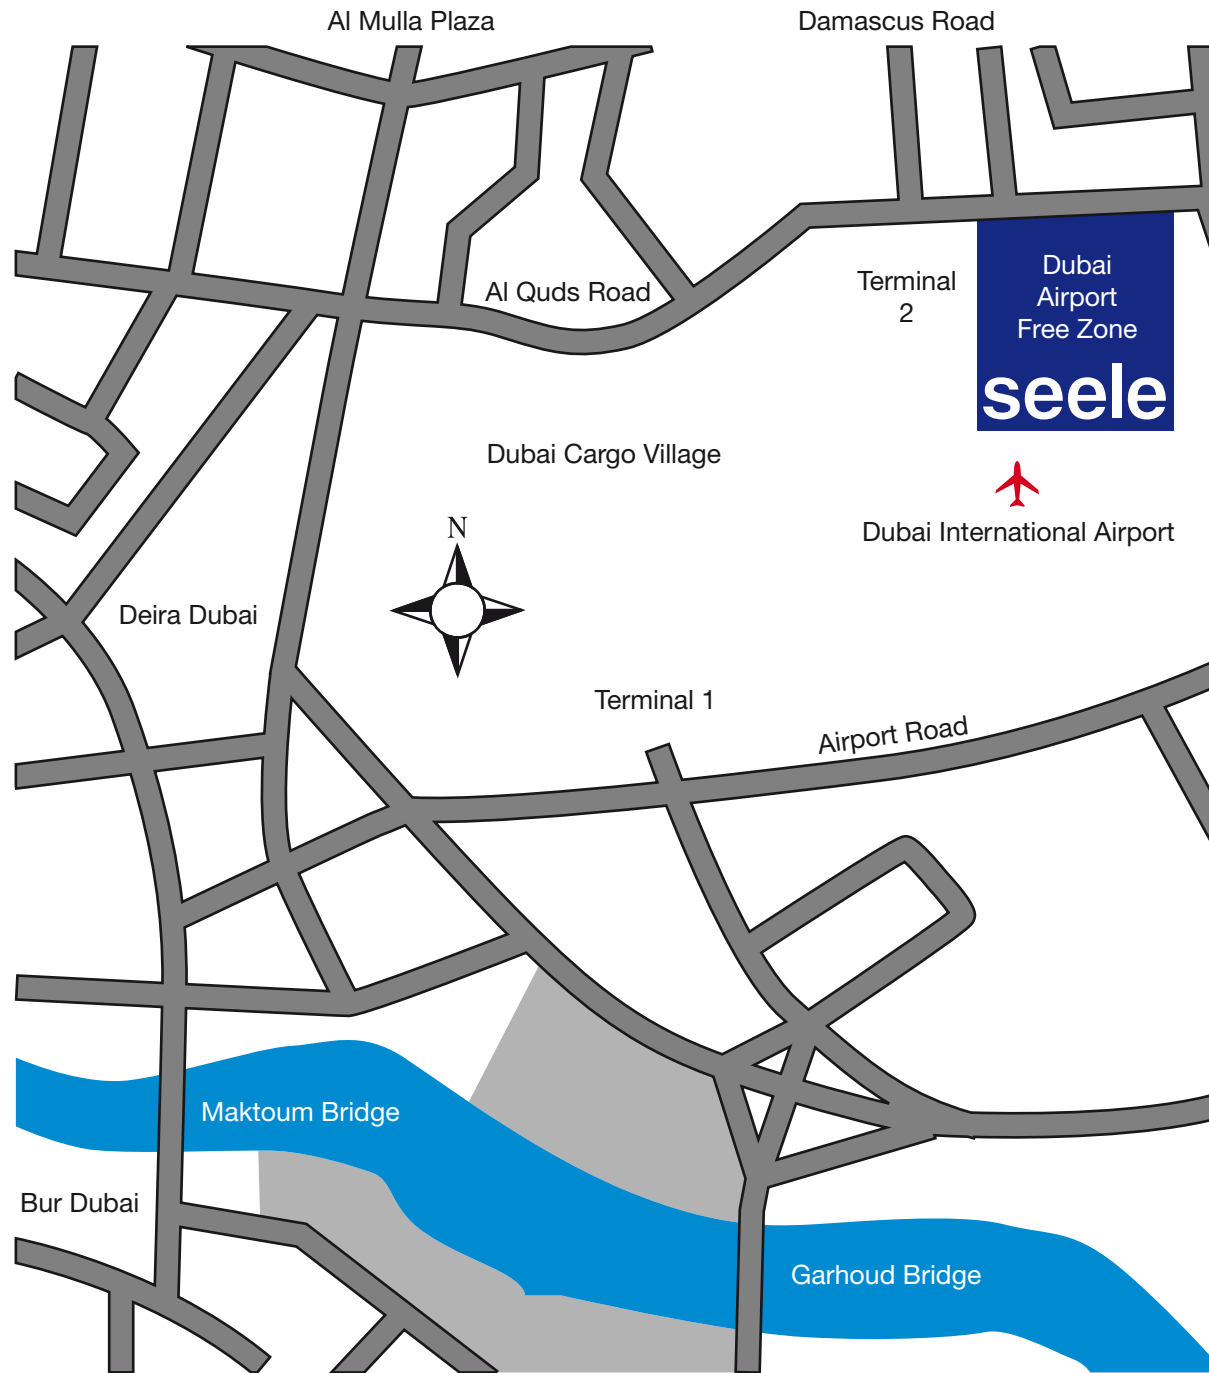 Al Mulla Plaza
Damascus Road
Al Quds Road
Terminal
2
Dubai
Airport
Free Zone
seele
Dubai Cargo Village
N
Dubai International Airport
Deira Dubai
Terminal 1
Airport Road
Maktoum Bridge
Bur Dubai
Garhoud Bridge